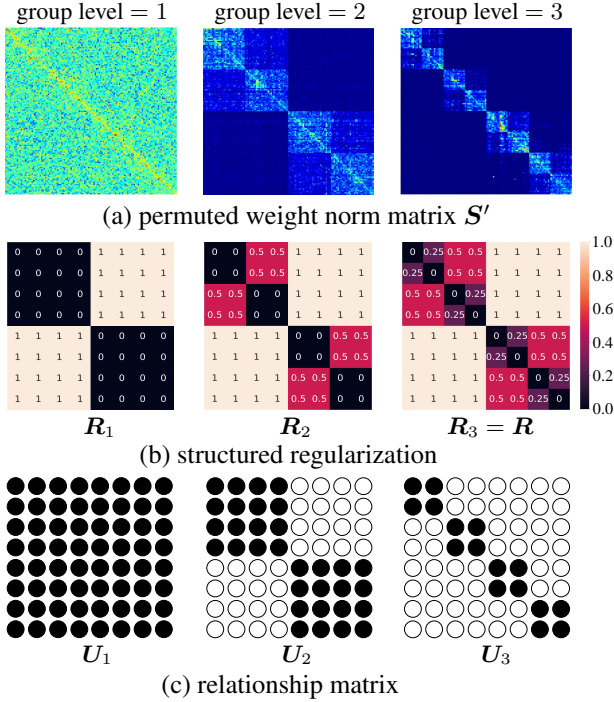 group level = 1 group level = 2 group level = 3
(a) permuted weight norm matrix S′
0 0 0 0 1 1 1 1 0 0 0.5 0.5 1 1 1 1 0 0.25 0.5 0.5 1 1 1 1 1.0
0 0 0 0 1 1 1 1 0 0 0.5 0.5 1 1 1 1 0.25 0 0.5 0.5 1 1 1 1 0.8
0 0 0 0 1 1 1 1 0.5 0.5 0 0 1 1 1 1 0.5 0.5 0 0.25 1 1 1 1
0 0 0 0 1 1 1 1 0.5 0.5 0 0 1 1 1 1 0.5 0.5 0.25 0 1 1 1 1 0.6
1 1 1 1 0 0 0 0 1 1 1 1 0 0 0.5 0.5 1 1 1 1 0 0.25 0.5 0.5 0.4
1 1 1 1 0 0 0 0 1 1 1 1 0 0 0.5 0.5 1 1 1 1 0.25 0 0.5 0.5
1 1 1 1 0 0 0 0 1 1 1 1 0.5 0.5 0 0 1 1 1 1 0.5 0.5 0 0.25 0.2
1 1 1 1 0 0 0 0 1 1 1 1 0.5 0.5 0 0 1 1 1 1 0.5 0.5 0.25 0 0.0
R₁ R₂ R₃ = R
(b) structured regularization
U₁ U₂ U₃
(c) relationship matrix